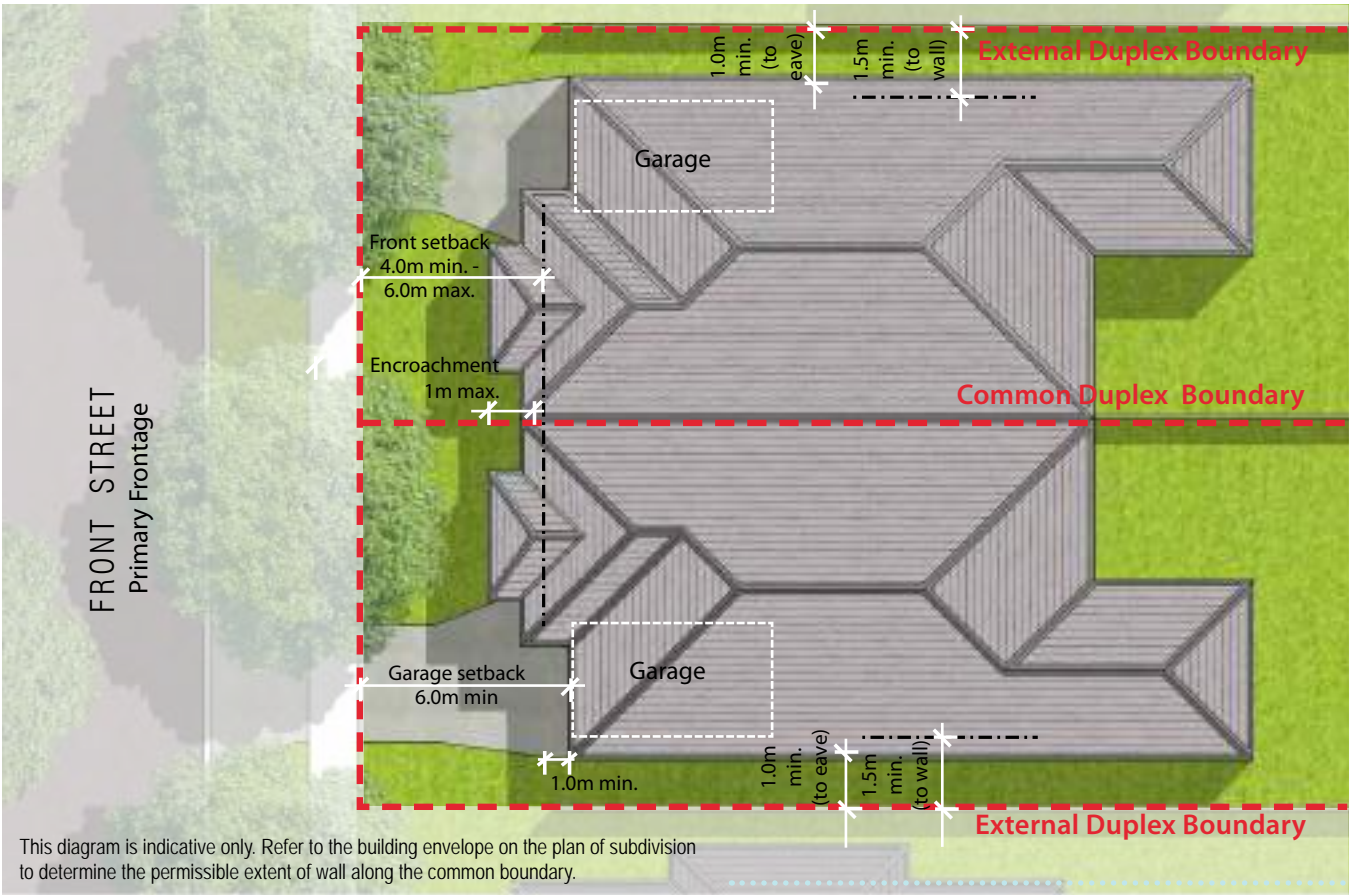 1.0m
min.
(to
eave)
1.5m
min.
(to
wall)
External Duplex Boundary
Garage
Front setback
4.0m min. -
6.0m max.
Encroachment
1m max.
Common Duplex Boundary
FRONT STREET
Primary Frontage
Garage setback
6.0m min
Garage
1.0m min.
1.0m
min.
(to eave)
1.5m
min.
(to wall)
External Duplex Boundary
This diagram is indicative only. Refer to the building envelope on the plan of subdivision
to determine the permissible extent of wall along the common boundary.